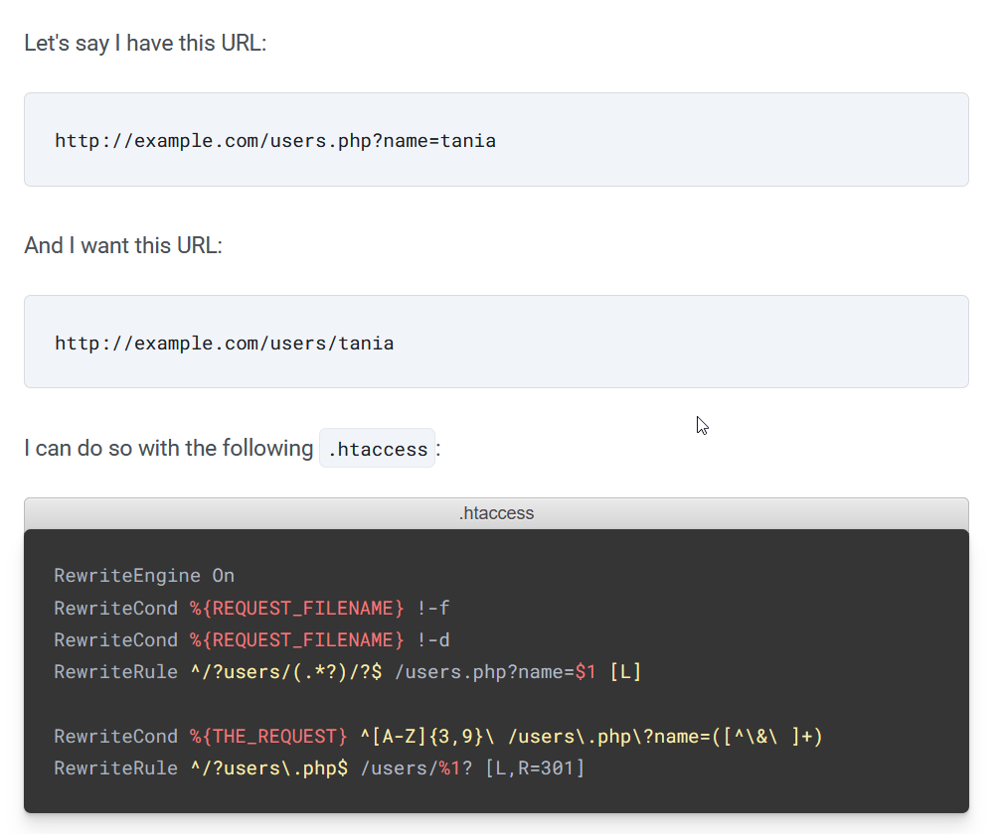 Let's say I have this URL:
http://example.com/users.php?name=tania
And I want this URL:
http://example.com/users/tania
I can do so with the following .htaccess:
.htaccess
RewriteEngine On
RewriteCond %{REQUEST_FILENAME} !-f
RewriteCond %{REQUEST_FILENAME} !-d
RewriteRule ^/?users/(.*?)/?$ /users.php?name=$1 [L]
RewriteCond %{THE_REQUEST} ^[A-Z]{3,9}\ /users\.php\?name=([^\&\ ]+)
RewriteRule ^/?users\.php$ /users/%1? [L,R=301]